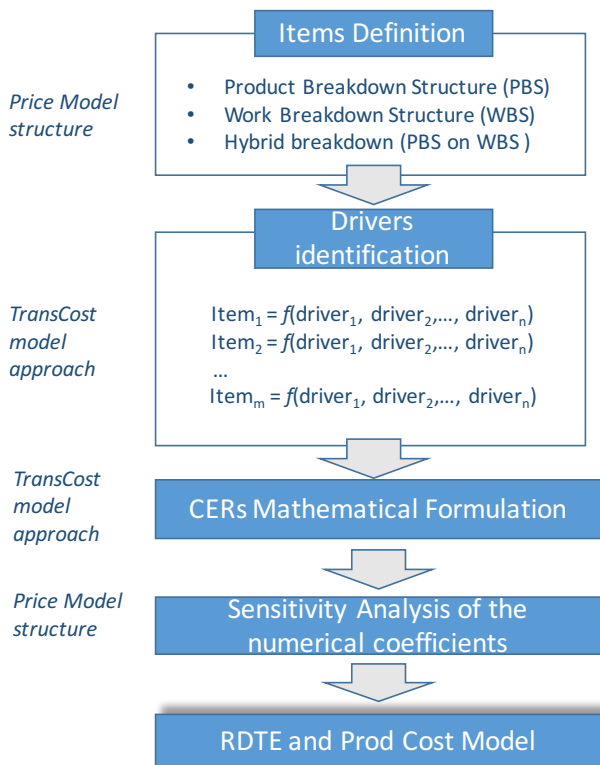 Items Definition
Price Model
structure
• Product Breakdown Structure (PBS)
• Work Breakdown Structure (WBS)
• Hybrid breakdown (PBS on WBS )
Drivers
identification
TransCost
model
approach
Item₁ = f(driver₁, driver₂,..., driverₙ)
Item₂ = f(driver₁, driver₂,..., driverₙ)
...
Itemₘ = f(driver₁, driver₂,..., driverₙ)
TransCost
model
approach
CERs Mathematical Formulation
Price Model
structure
Sensitivity Analysis of the
numerical coefficients
RDTE and Prod Cost Model